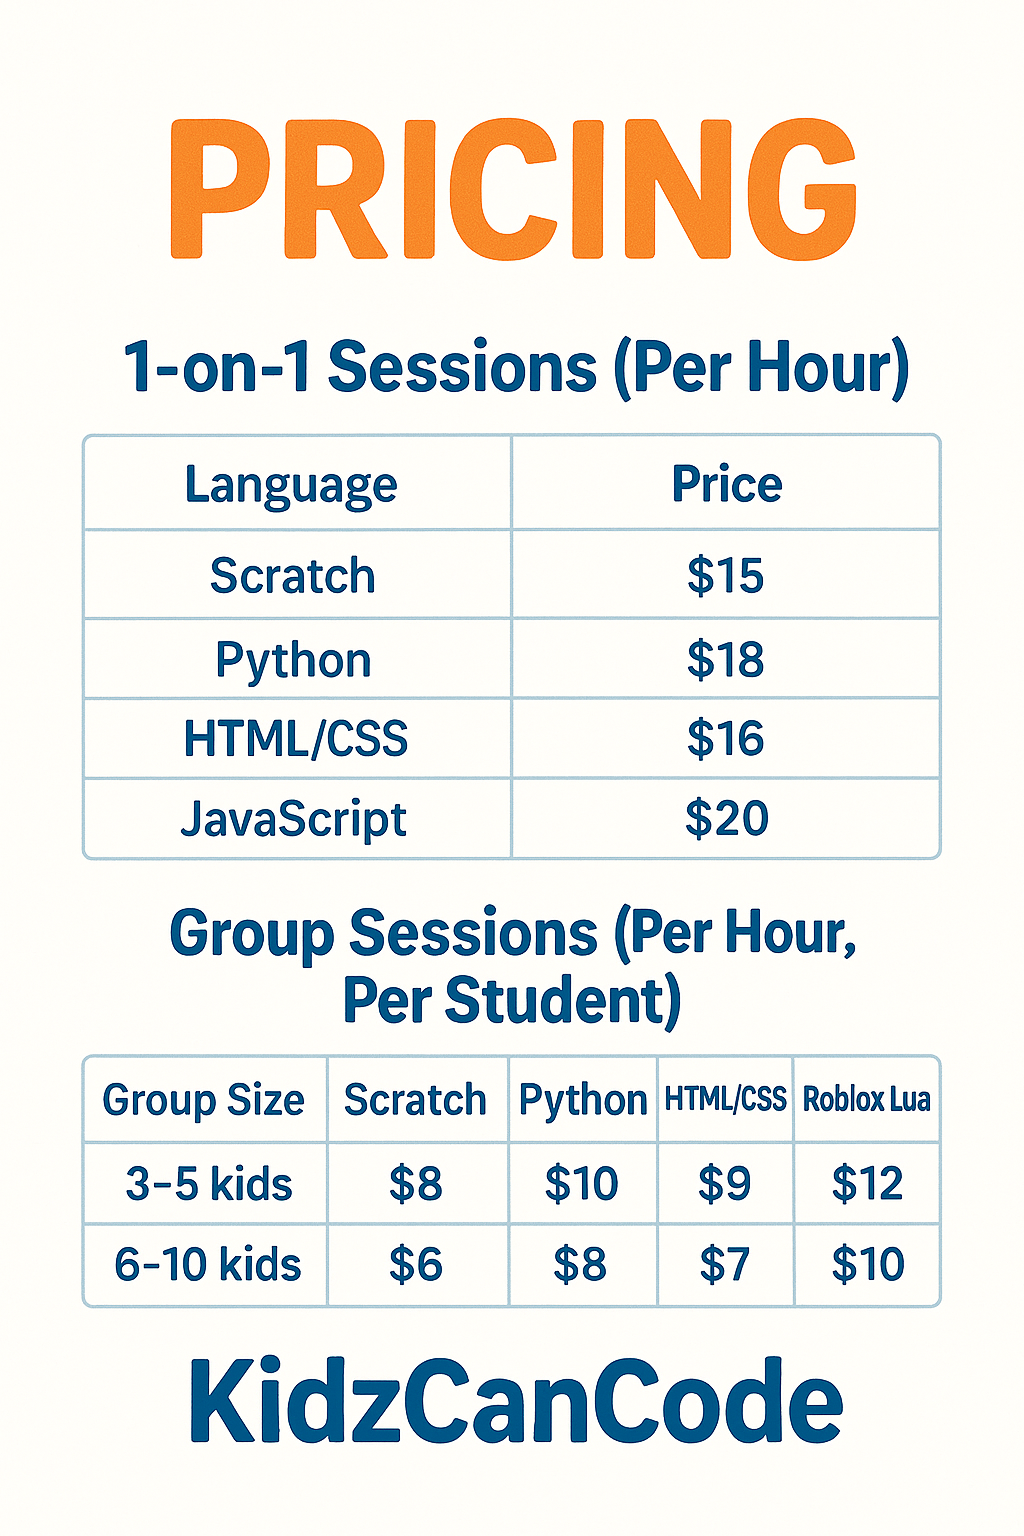 PRICING
1-on-1 Sessions (Per Hour)
Language Price
Scratch $15
Python $18
HTML/CSS $16
JavaScript $20
Group Sessions (Per Hour,
Per Student)
Group Size Scratch Python HTML/CSS Roblox Lua
3–5 kids $8 $10 $9 $12
6–10 kids $6 $8 $7 $10
KidzCanCode